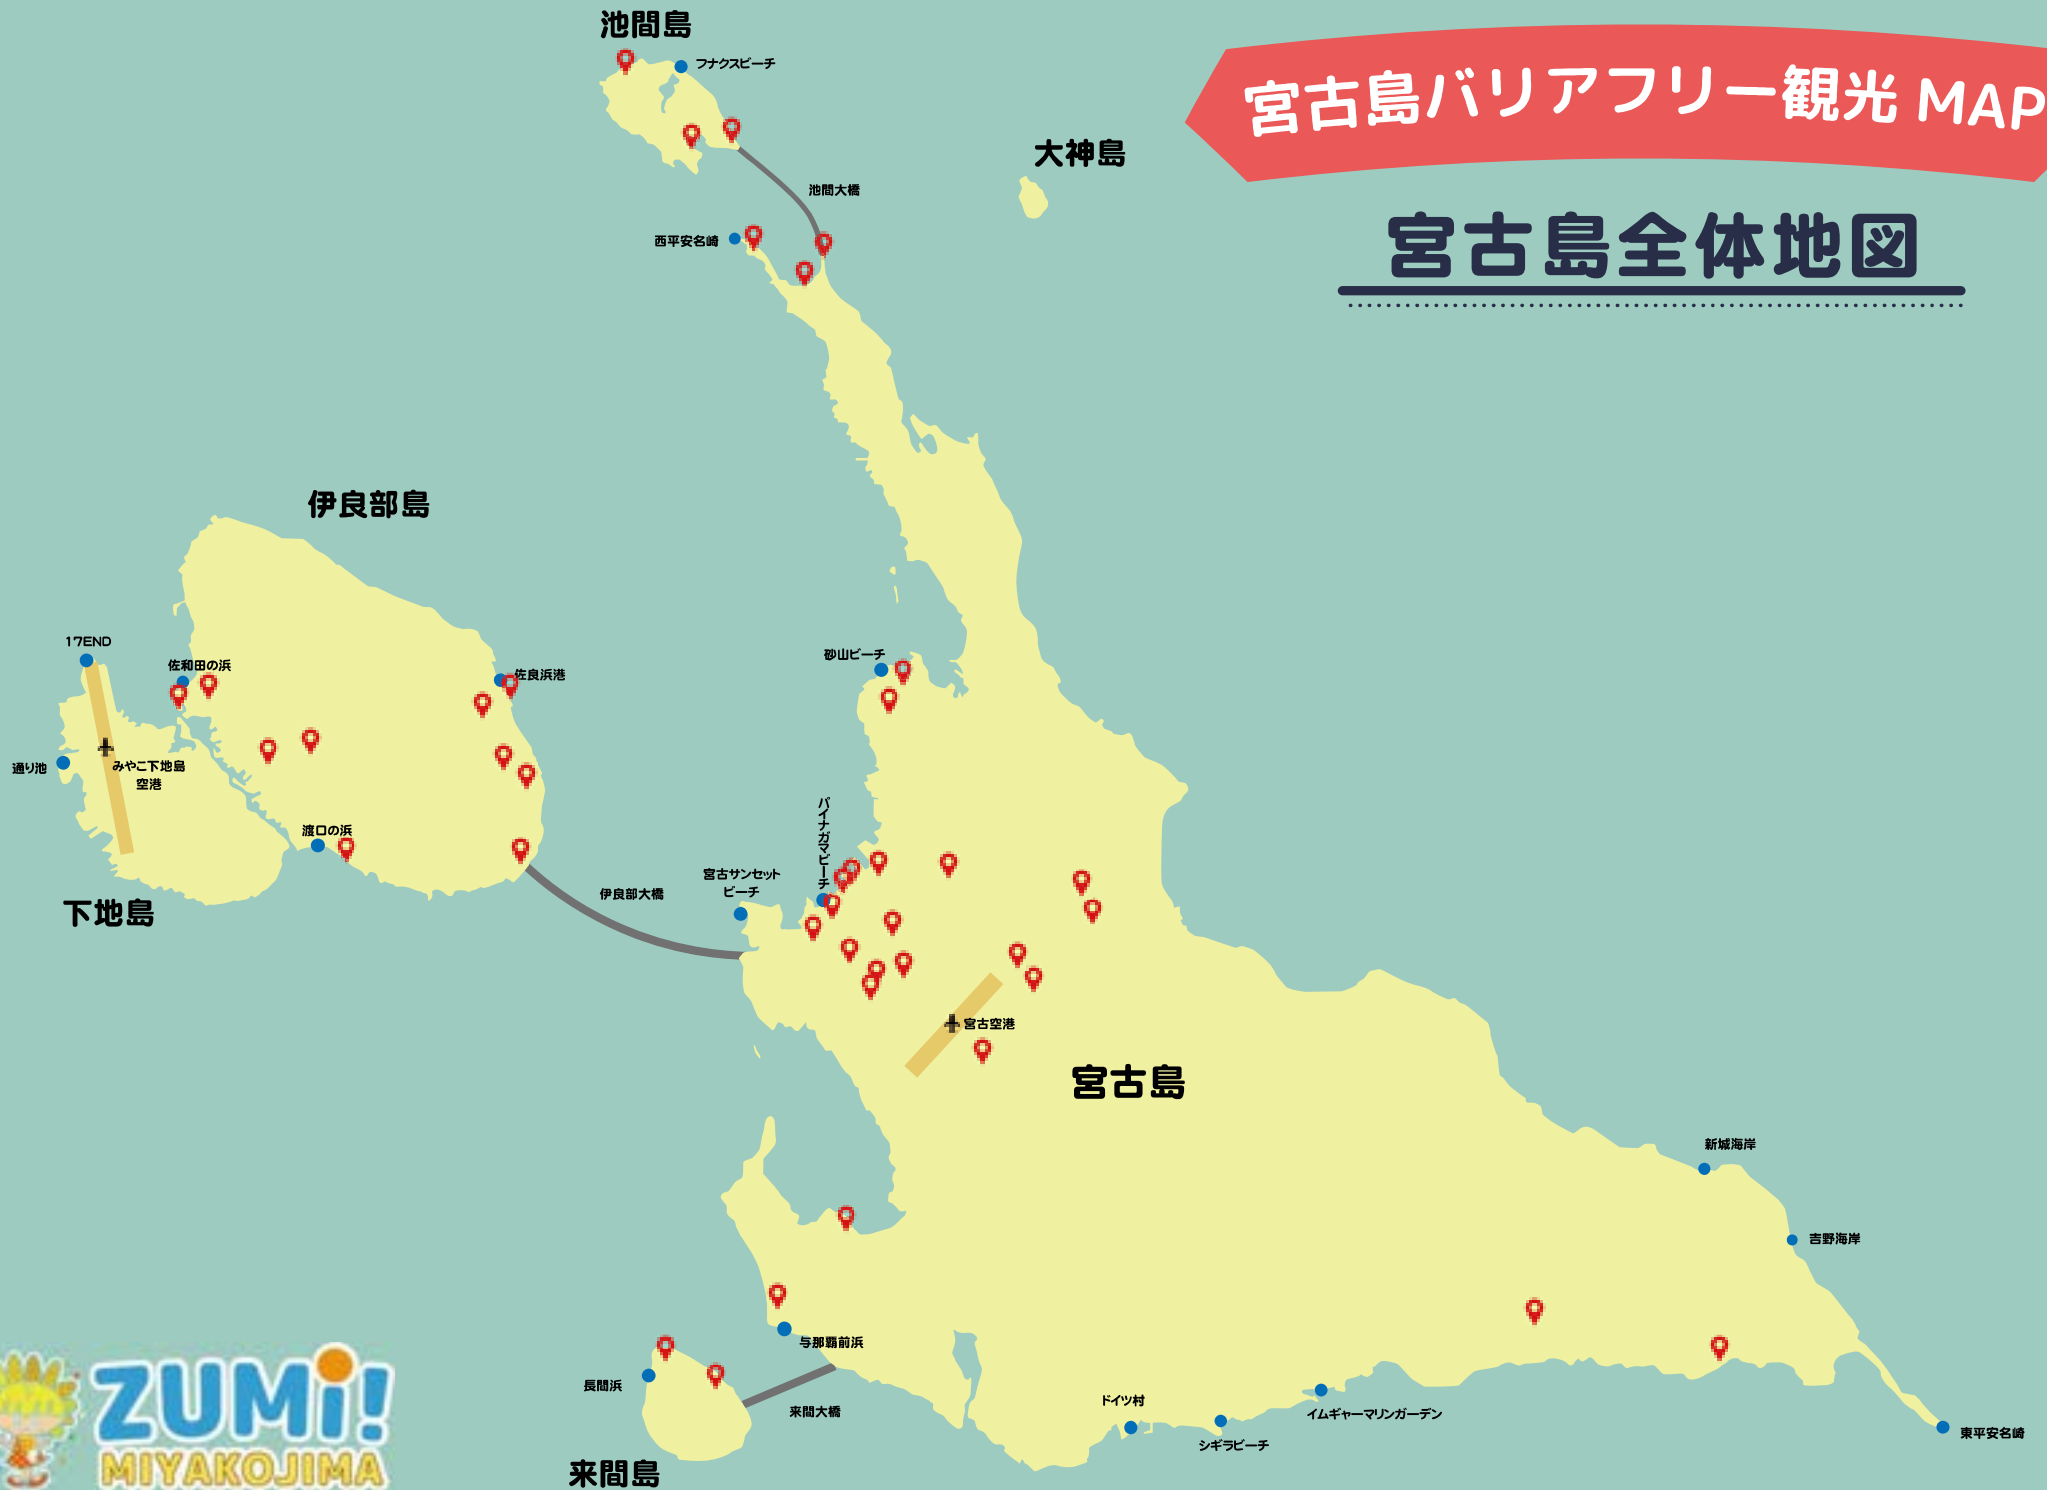 池間島
フナクスビーチ
宮古島バリアフリー観光 MAP
大神島
池間大橋
西平安名崎
宮古島全体地図
伊良部島
17END
佐和田の浜
佐良浜港
砂山ビーチ
通り池
みやこ下地島
空港
渡口の浜
パイナガマビーチ
宮古サンセット
ビーチ
伊良部大橋
下地島
宮古空港
宮古島
新城海岸
吉野海岸
与那覇前浜
長間浜
来間大橋
来間島
ドイツ村
シギラビーチ
イムギャーマリンガーデン
東平安名崎
ZUMi!
MIYAKOJIMA